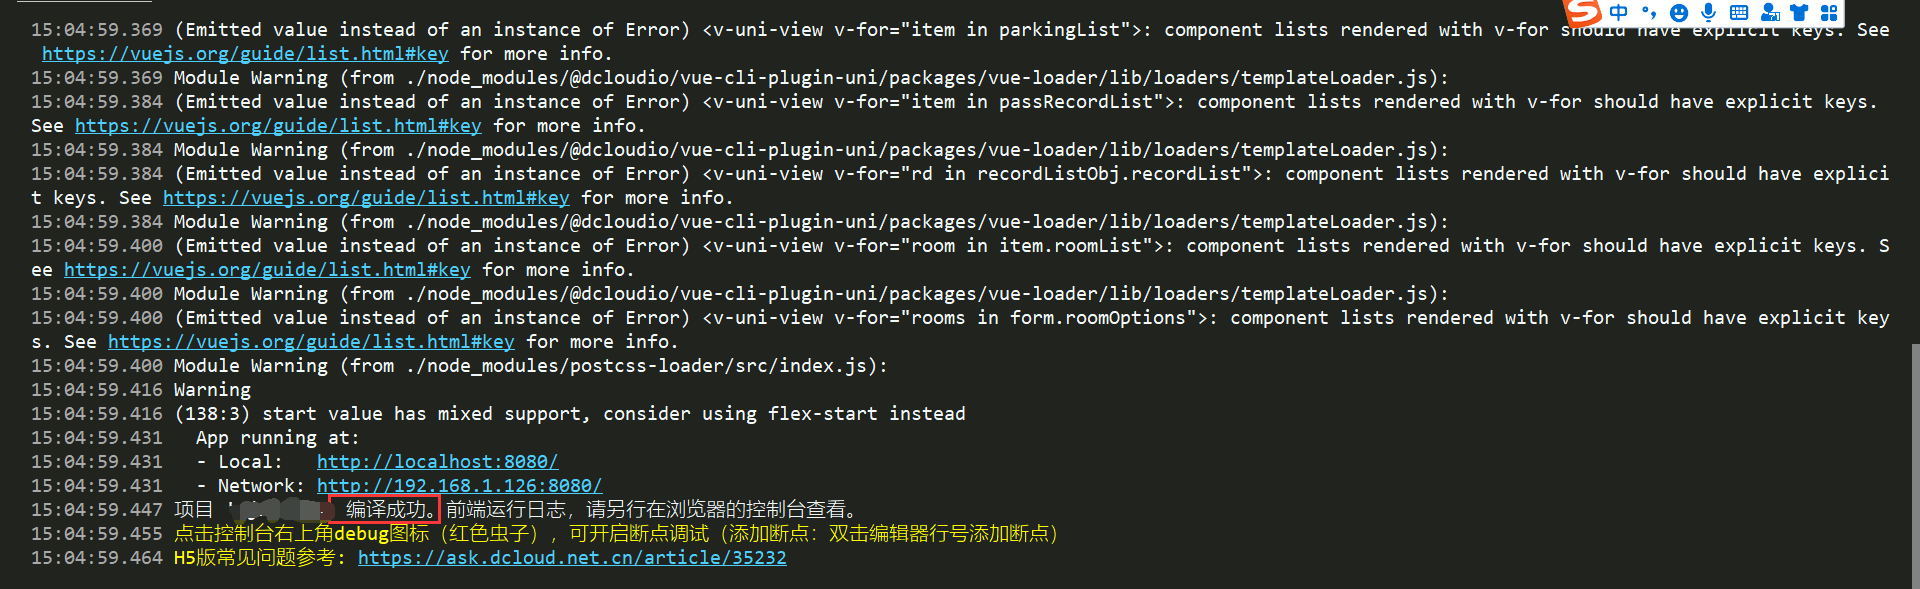 中
15:04:59.369 (Emitted value instead of an instance of Error) <v-uni-view v-for="item in parkingList">: component lists rendered with v-for should have explicit keys. See
https://vuejs.org/guide/list.html#key for more info.
15:04:59.369 Module Warning (from ./node_modules/@dcloudio/vue-cli-plugin-uni/packages/vue-loader/lib/loaders/templateLoader.js):
15:04:59.384 (Emitted value instead of an instance of Error) <v-uni-view v-for="item in passRecordList">: component lists rendered with v-for should have explicit keys.
See https://vuejs.org/guide/list.html#key for more info.
15:04:59.384 Module Warning (from ./node_modules/@dcloudio/vue-cli-plugin-uni/packages/vue-loader/lib/loaders/templateLoader.js):
15:04:59.384 (Emitted value instead of an instance of Error) <v-uni-view v-for="rd in recordListObj.recordList">: component lists rendered with v-for should have explici
t keys. See https://vuejs.org/guide/list.html#key for more info.
15:04:59.384 Module Warning (from ./node_modules/@dcloudio/vue-cli-plugin-uni/packages/vue-loader/lib/loaders/templateLoader.js):
15:04:59.400 (Emitted value instead of an instance of Error) <v-uni-view v-for="room in item.roomList">: component lists rendered with v-for should have explicit keys. S
ee https://vuejs.org/guide/list.html#key for more info.
15:04:59.400 Module Warning (from ./node_modules/@dcloudio/vue-cli-plugin-uni/packages/vue-loader/lib/loaders/templateLoader.js):
15:04:59.400 (Emitted value instead of an instance of Error) <v-uni-view v-for="rooms in form.roomOptions">: component lists rendered with v-for should have explicit key
s. See https://vuejs.org/guide/list.html#key for more info.
15:04:59.400 Module Warning (from ./node_modules/postcss-loader/src/index.js):
15:04:59.416 Warning
15:04:59.416 (138:3) start value has mixed support, consider using flex-start instead
15:04:59.431 App running at:
15:04:59.431 - Local: http://localhost:8080/
15:04:59.431 - Network: http://192.168.1.126:8080/
15:04:59.447 项目 编译成功。前端运行日志，请另行在浏览器的控制台查看。
15:04:59.455 点击控制台右上角debug图标（红色虫子），可开启断点调试（添加断点：双击编辑器行号添加断点）
15:04:59.464 H5版常见问题参考: https://ask.dcloud.net.cn/article/35232